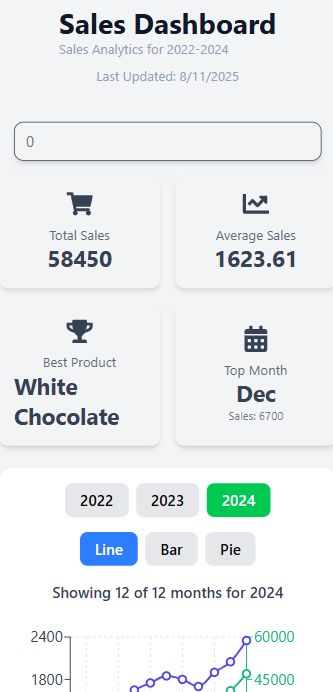 Sales Dashboard
Sales Analytics for 2022-2024
Last Updated: 8/11/2025
0
Total Sales
58450
Average Sales
1623.61
Best Product
White
Chocolate
Top Month
Dec
Sales: 6700
2022 2023 2024
Line Bar Pie
Showing 12 of 12 months for 2024
2400 60000
1800 45000